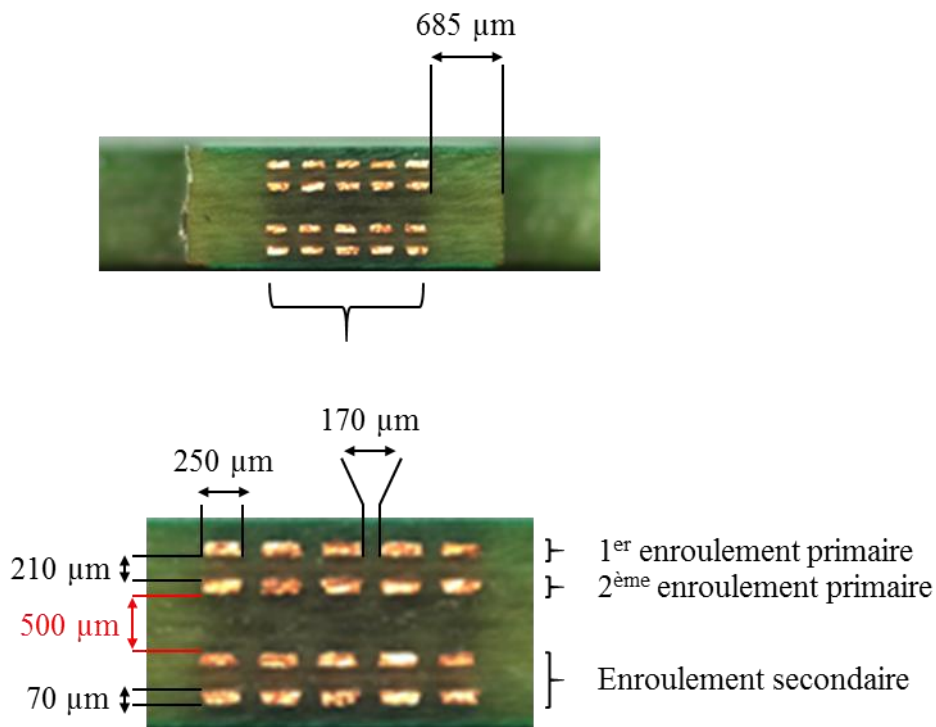 685 µm
170 µm
250 µm
210 µm
500 µm
70 µm
1er enroulement primaire
2ème enroulement primaire
Enroulement secondaire